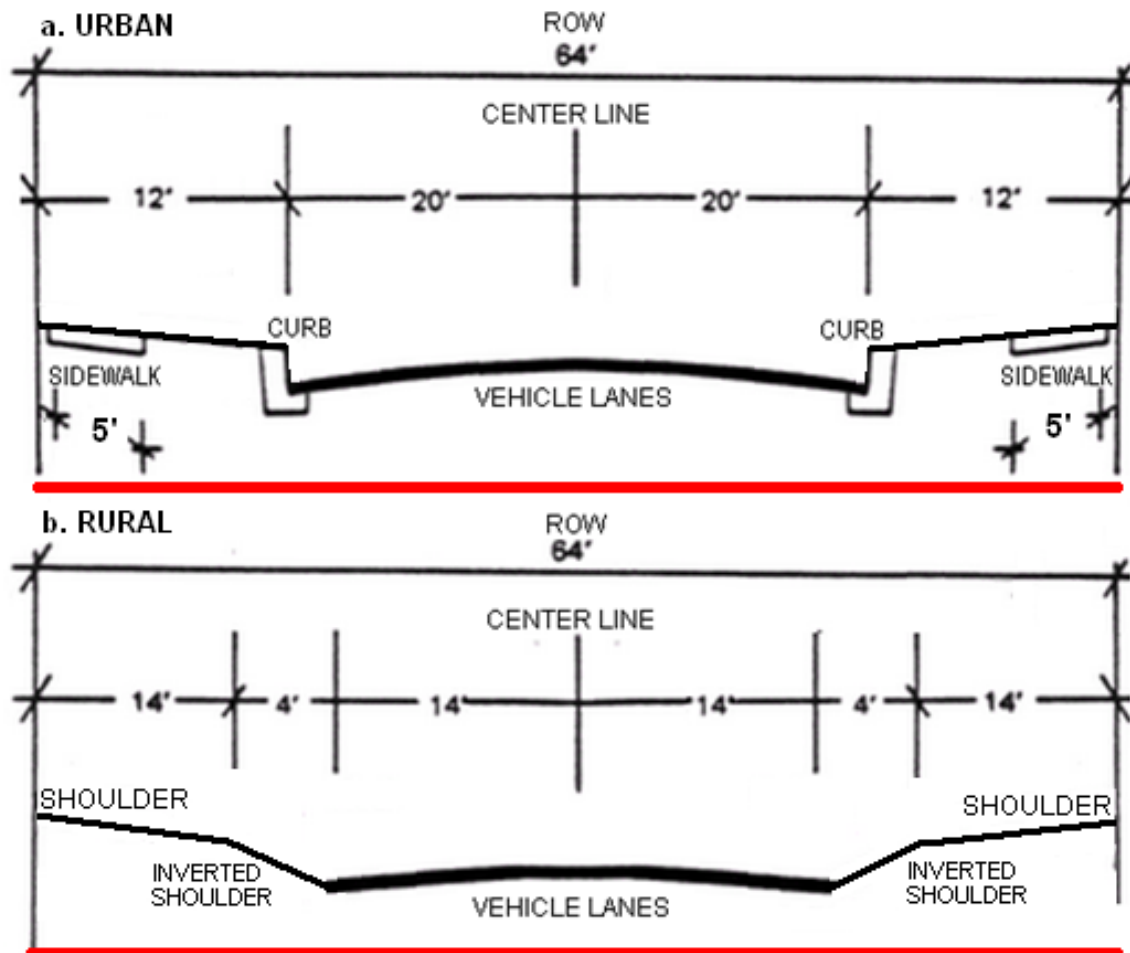 a. URBAN
ROW
64'
CENTER LINE
12' 20' 20' 12'
CURB CURB
SIDEWALK VEHICLE LANES SIDEWALK
5' 5'
b. RURAL
ROW
64'
CENTER LINE
14' 4' 14 14 4' 14'
SHOULDER SHOULDER
INVERTED INVERTED
SHOULDER SHOULDER
VEHICLE LANES